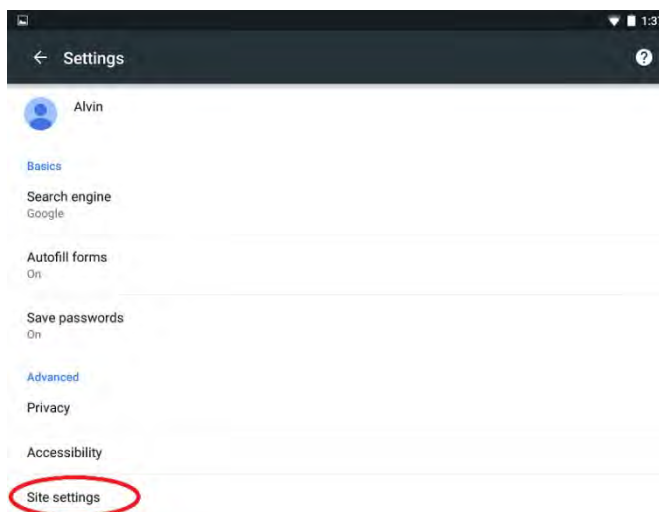 1:3
Settings
Alvin
Basics
Search engine
Google
Autofill forms
On
Save passwords
On
Advanced
Privacy
Accessibility
Site settings